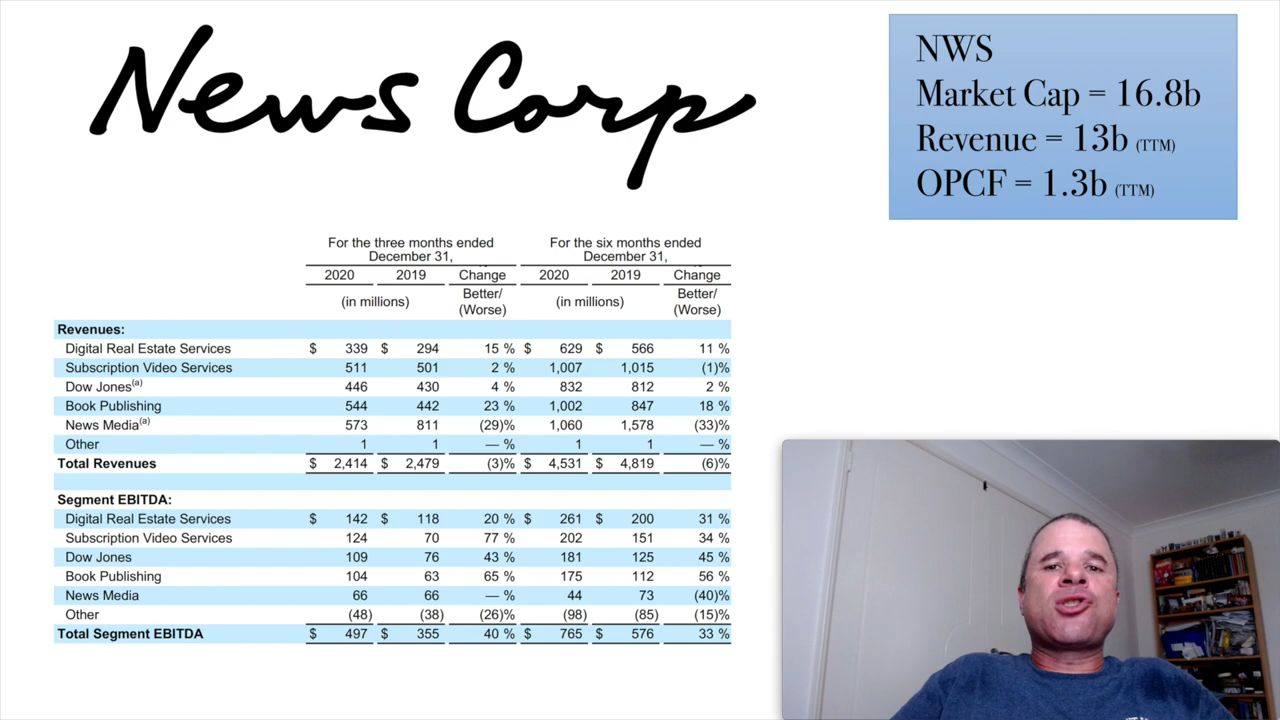 News Corp
NWS
Market Cap = 16.8b
Revenue = 13b (TTM)
OPCF = 1.3b (TTM)
For the three months ended December 31, For the six months ended December 31,
2020 2019 Change 2020 2019 Change
(in millions) Better/ (Worse) (in millions) Better/ (Worse)
Revenues:
Digital Real Estate Services $ 339 $ 294 15 % $ 629 $ 566 11 %
Subscription Video Services 511 501 2 % 1,007 1,015 (1)%
Dow Jones(a) 446 430 4 % 832 812 2 %
Book Publishing 544 442 23 % 1,002 847 18 %
News Media(a) 573 811 (29)% 1,060 1,578 (33)%
Other 1 1 — % 1 1 — %
Total Revenues $ 2,414 $ 2,479 (3)% $ 4,531 $ 4,819 (6)%
Segment EBITDA:
Digital Real Estate Services $ 142 $ 118 20 % $ 261 $ 200 31 %
Subscription Video Services 124 70 77 % 202 151 34 %
Dow Jones 109 76 43 % 181 125 45 %
Book Publishing 104 63 65 % 175 112 56 %
News Media 66 66 — % 44 73 (40)%
Other (48) (38) (26)% (98) (85) (15)%
Total Segment EBITDA $ 497 $ 355 40 % $ 765 $ 576 33 %